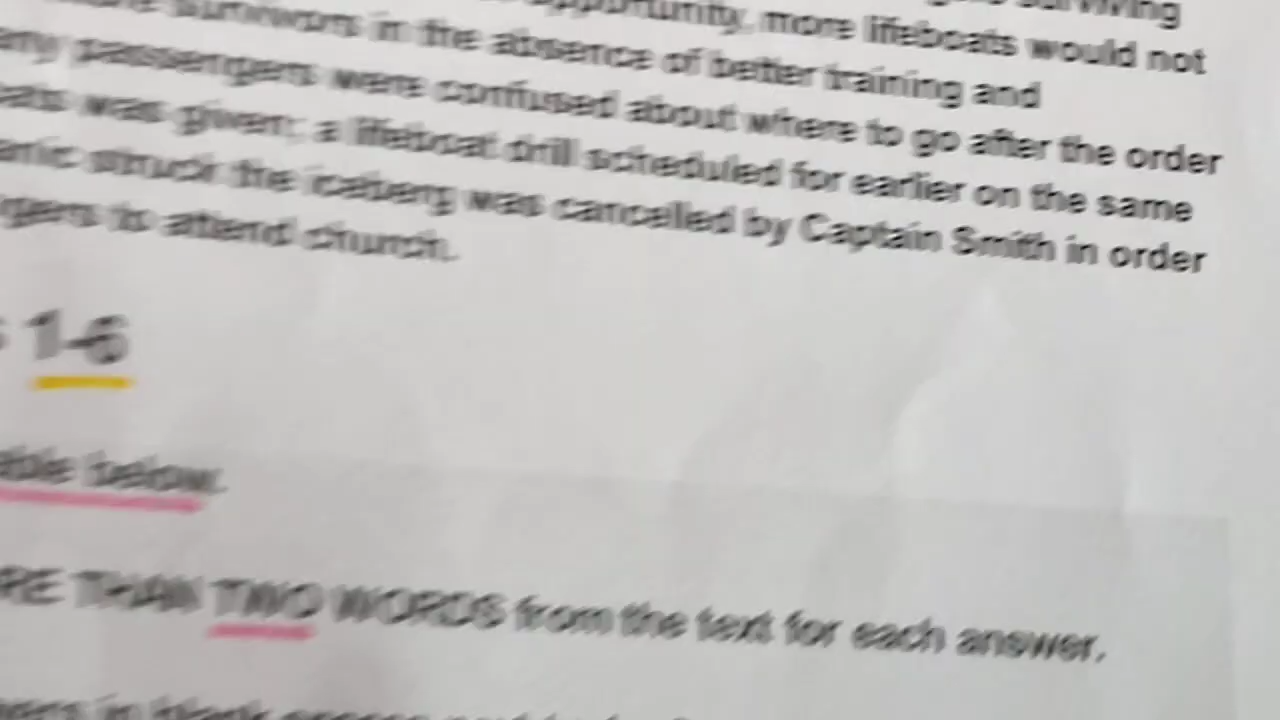 surviving
opportunity, more lifeboats would not
survivors in the absence of better training and
passengers were confused about where to go after the order
was given; a lifeboat drill scheduled for earlier on the same
struck the iceberg was cancelled by Captain Smith in order
to attend church.
1-6
below.
THAN TWO WORDS from the text for each answer.
in blank